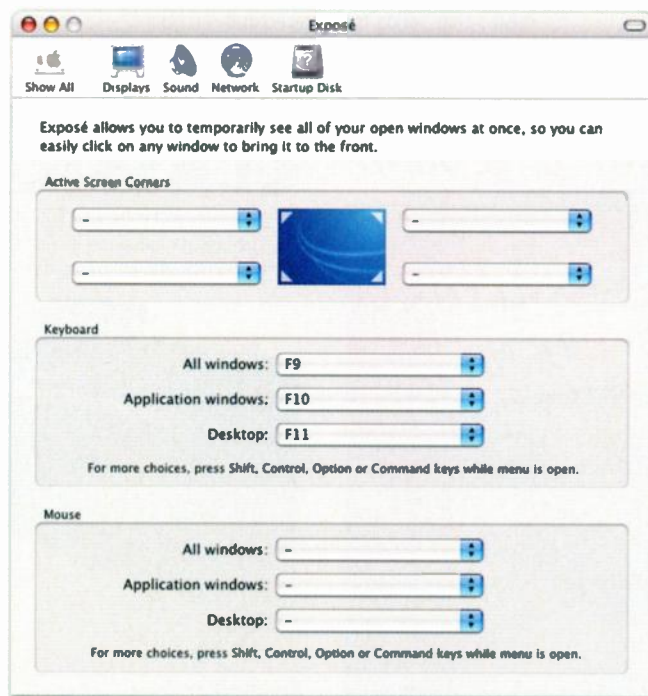 Exposé
Show All Displays Sound Network Startup Disk
Exposé allows you to temporarily see all of your open windows at once, so you can
easily click on any window to bring it to the front.
Active Screen Corners
- -
- -
Keyboard
All windows: F9
Application windows: F10
Desktop: F11
For more choices, press Shift, Control, Option or Command keys while menu is open.
Mouse
All windows: -
Application windows: -
Desktop: -
For more choices, press Shift, Control, Option or Command keys while menu is open.